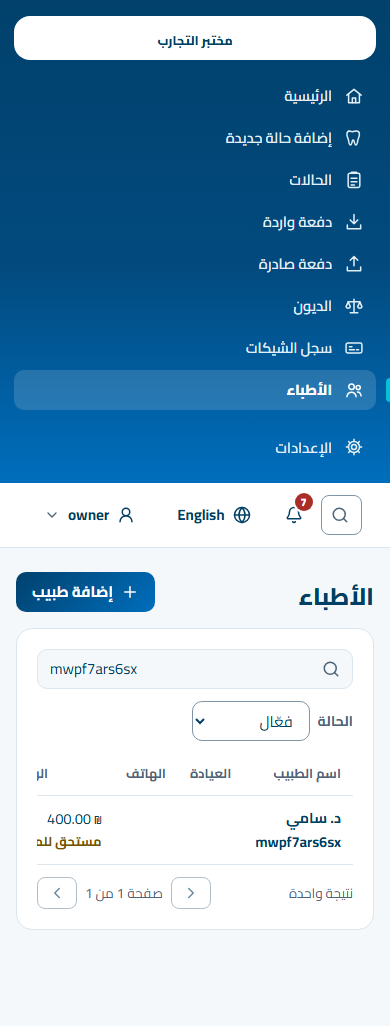 مختبر التجارب
الرئيسية
إضافة حالة جديدة
الحالات
دفعة واردة
دفعة صادرة
الديون
سجل الشيكات
الأطباء
الإعدادات
7
English
owner
الأطباء
إضافة طبيب
mwpf7ars6sx
الحالة
فعّال
اسم الطبيب العيادة الهاتف
د. سامي
mwpf7ars6sx
₪ 400.00
مستحق
نتيجة واحدة
صفحة 1 من 1